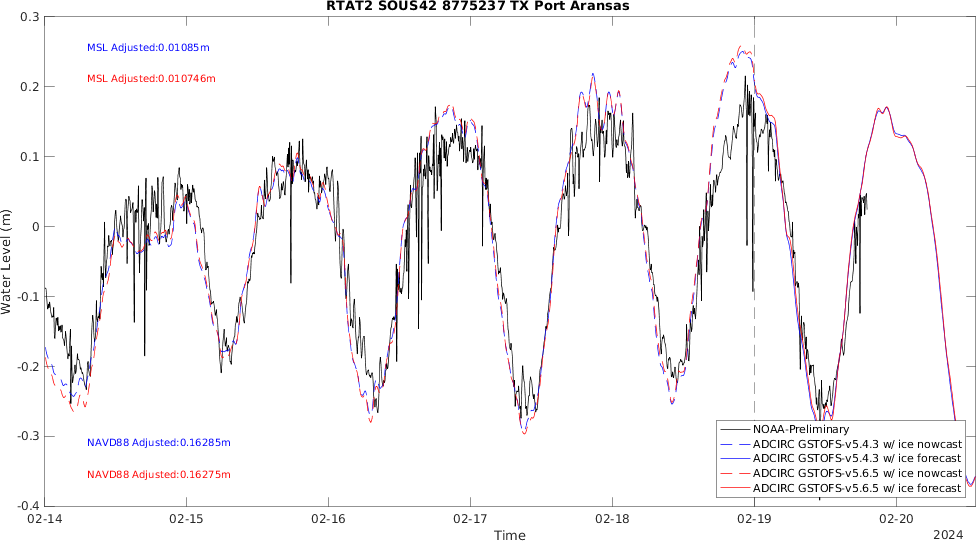 RTAT2 SOUS42 8775237 TX Port Aransas
0.3
MSL Adjusted:0.01085m
MSL Adjusted:0.010746m
0.2
0.1
0
-0.1
-0.2
-0.3
-0.4
Water Level (m)
NAVD88 Adjusted:0.16285m
NAVD88 Adjusted:0.16275m
NOAA-Preliminary
ADCIRC GSTOFS-v5.4.3 w/ ice nowcast
ADCIRC GSTOFS-v5.4.3 w/ ice forecast
ADCIRC GSTOFS-v5.6.5 w/ ice nowcast
ADCIRC GSTOFS-v5.6.5 w/ ice forecast
02-14 02-15 02-16 02-17 02-18 02-19 02-20
Time
2024